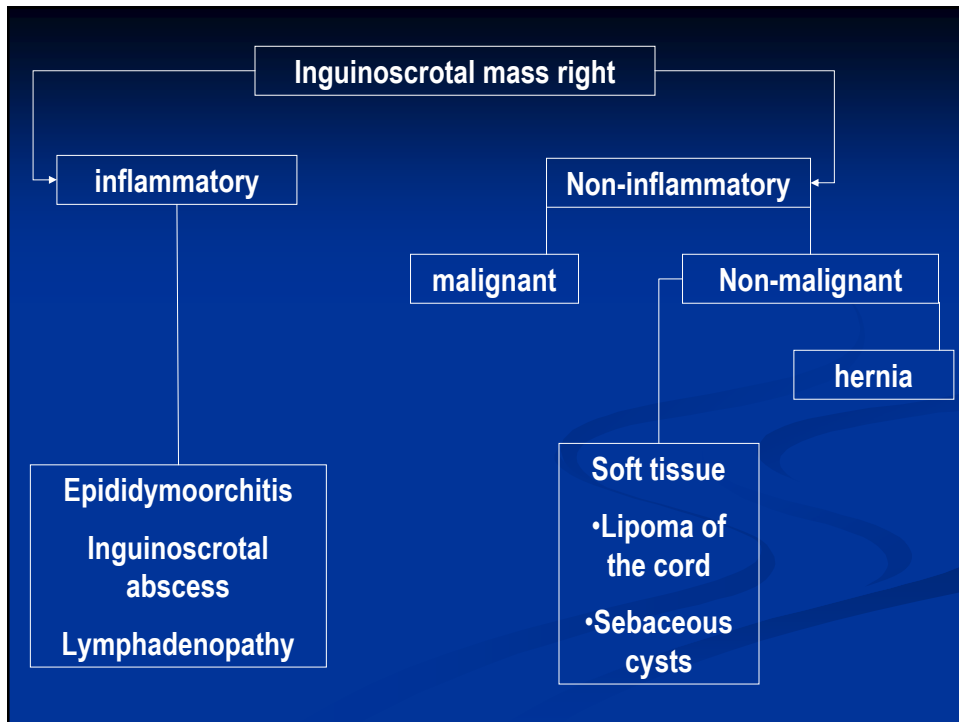 Inguinoscrotal mass right
inflammatory
Non-inflammatory
malignant
Non-malignant
hernia
Epididymoorchitis
Inguinoscrotal
abscess
Lymphadenopathy
Soft tissue
•Lipoma of
the cord
•Sebaceous
cysts